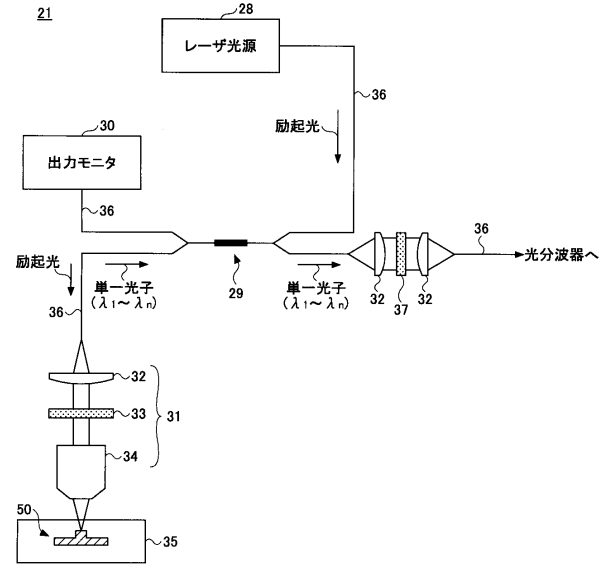 21
28
レーザ光源
36
励起光
30
出力モニタ
36
36
光分波器へ
励起光
単一光子
(λ1～λn)
29
単一光子
(λ1～λn)
32
37
32
36
32
33
31
34
50
35